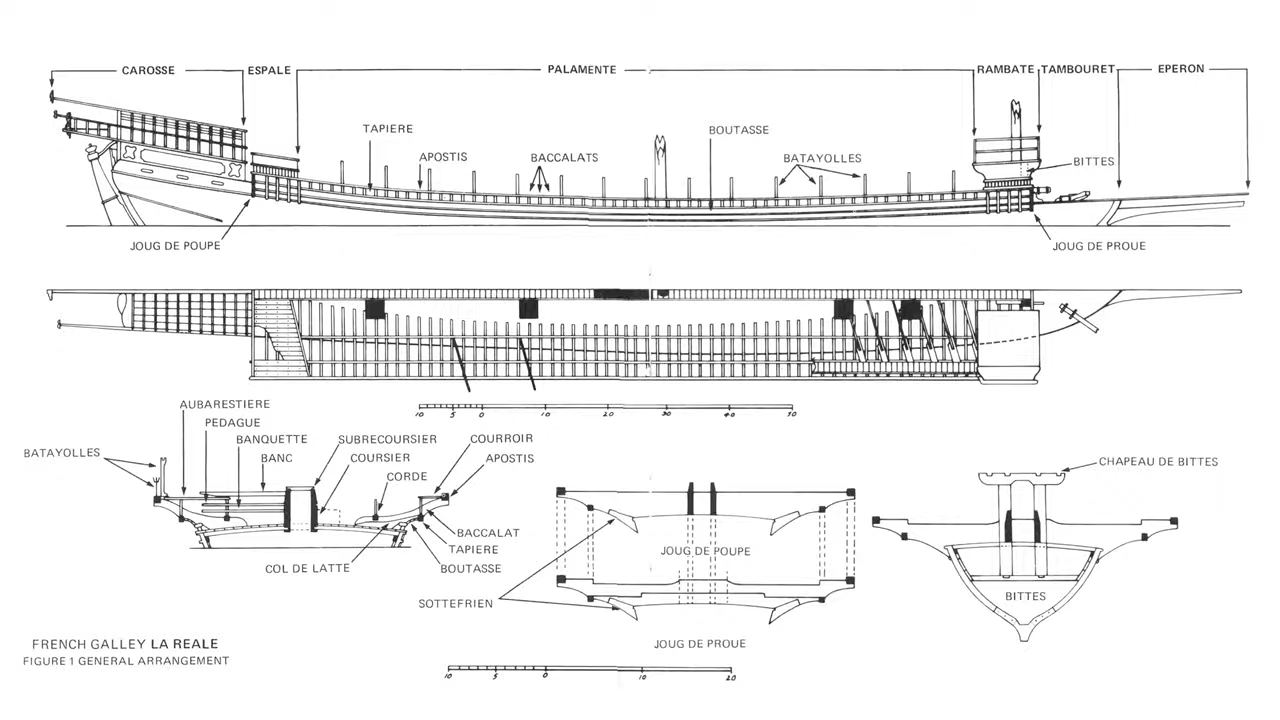 CAROSSE ESPALE PALAMENTE RAMBATE TAMBOURET EPERON
TAPIERE
BOUTASSE
APOSTIS
BACCALATS
BATAYOLLES
BITTES
JOUG DE POUPE
JOUG DE PROUE
10 5 0 10 20 30 40 50
AUBARESTIERE
PEDAGUE
BANQUETTE
SUBRECOURSIER
COURROIR
BATAYOLLES
BANC
COURSIER
APOSTIS
CORDE
BACCALAT
TAPIERE
COL DE LATTE
BOUTASSE
CHAPEAU DE BITTES
JOUG DE POUPE
SOTTEFRIEN
BITTES
JOUG DE PROUE
FRENCH GALLEY LA REALE
FIGURE 1 GENERAL ARRANGEMENT
10 5 0 10 20